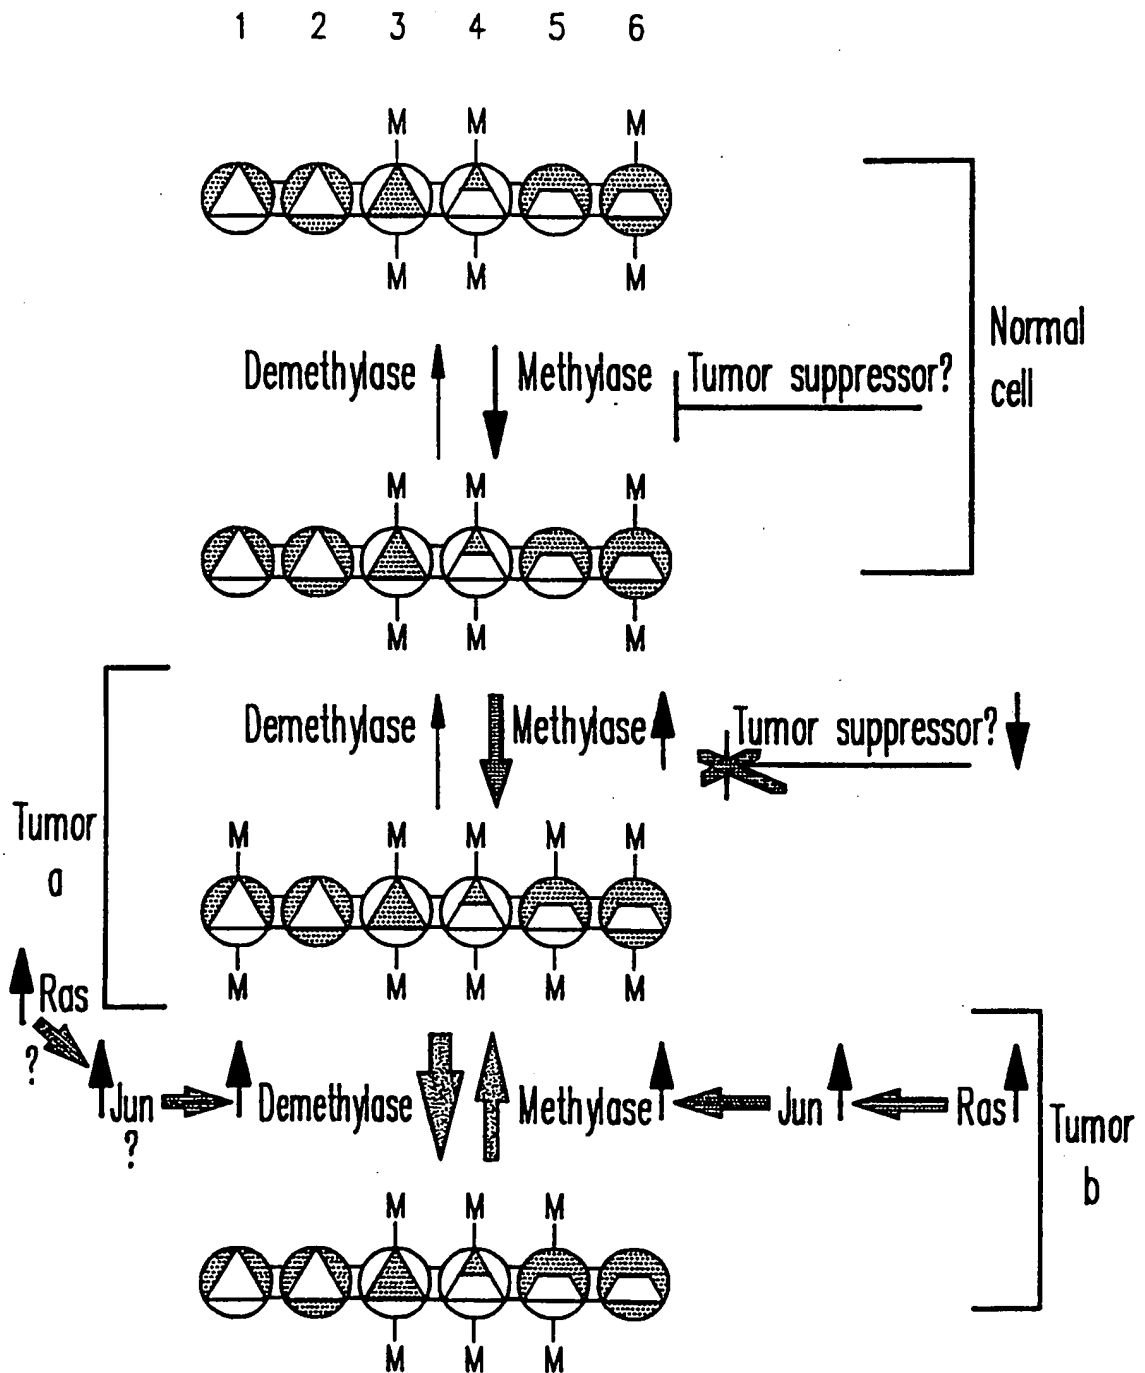 1 2 3 4 5 6
M M M
M M M
Demethylase Methylase Tumor suppressor?
Normal
cell
M M M
M M M
Demethylase Methylase Tumor suppressor?
Tumor
a
M M M M M
M M M M M
Ras
?
Jun Demethylase Methylase Jun Ras
?
Tumor
b
M M M
M M M